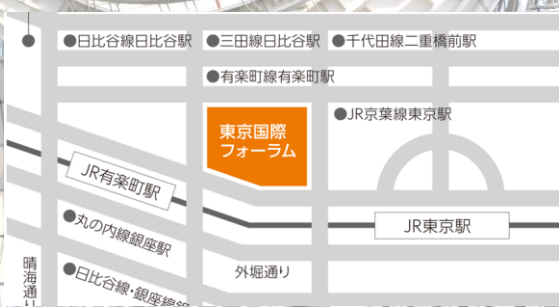 ●日比谷線日比谷駅 ●三田線日比谷駅 ●千代田線二重橋前駅
●有楽町線有楽町駅
東京国際
フォーラム
●JR京葉線東京駅
JR有楽町駅
JR東京駅
●丸の内線銀座駅
外堀通り
晴海通り
●日比谷線・銀座線銀